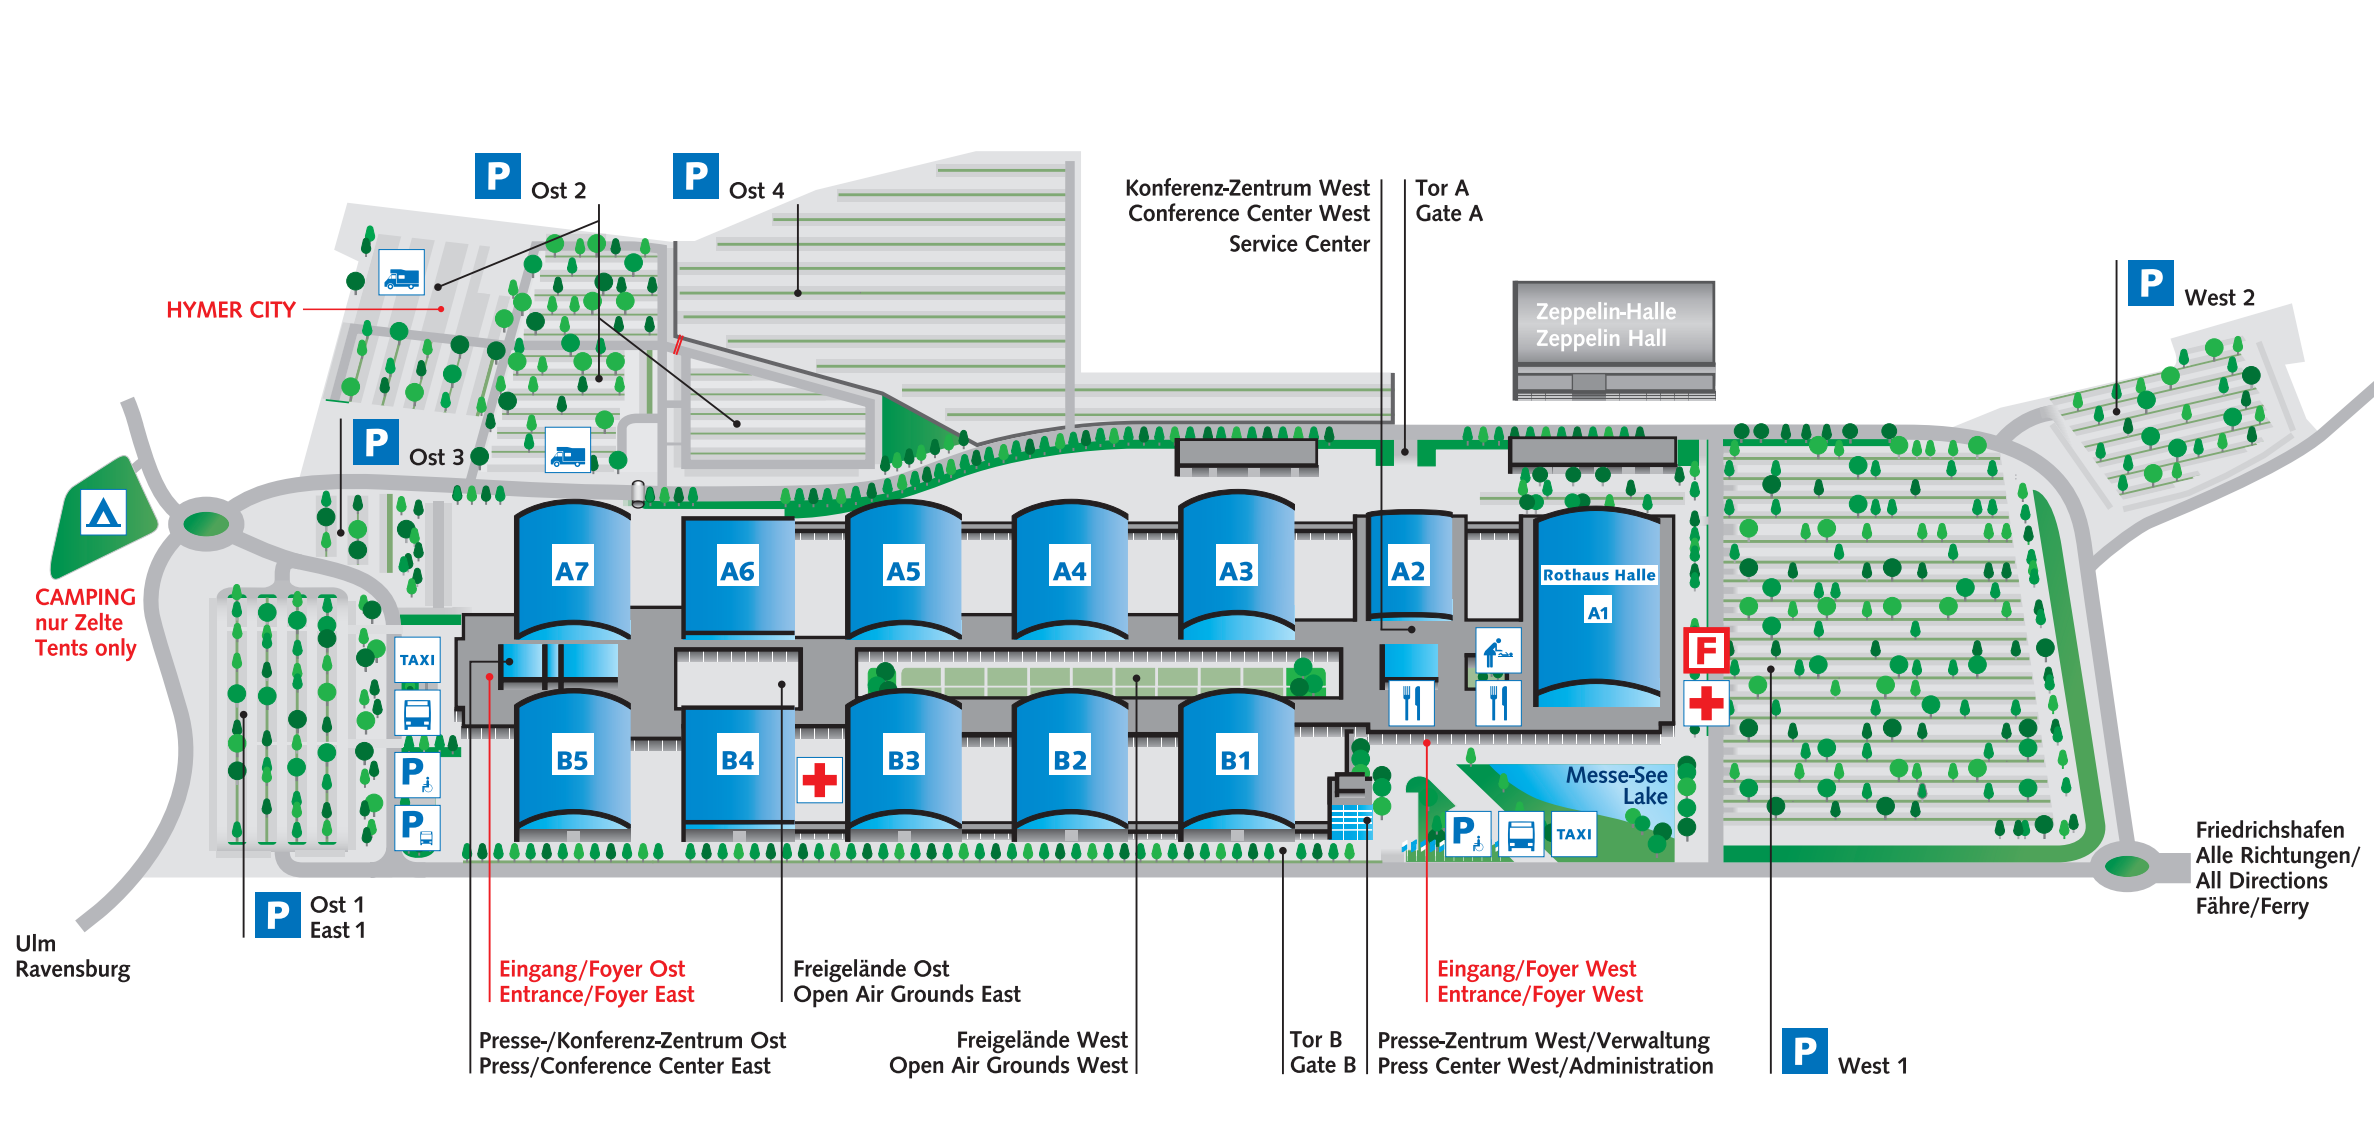 P Ost 2
P Ost 4
Konferenz-Zentrum West
Conference Center West
Service Center
Tor A
Gate A
P West 2
HYMER CITY
Zeppelin-Halle
Zeppelin Hall
P Ost 3
A7
A6
A5
A4
A3
A2
Rothaus Halle
A1
CAMPING
nur Zelte
Tents only
TAXI
F
P
P
B5
B4
B3
B2
B1
Messe-See
Lake
P
TAXI
Friedrichshafen
Alle Richtungen/
All Directions
Fähre/Ferry
P Ost 1
East 1
Ulm
Ravensburg
Eingang/Foyer Ost
Entrance/Foyer East
Freigelände Ost
Open Air Grounds East
Eingang/Foyer West
Entrance/Foyer West
Presse-/Konferenz-Zentrum Ost
Press/Conference Center East
Freigelände West
Open Air Grounds West
Tor B
Gate B
Presse-Zentrum West/Verwaltung
Press Center West/Administration
P West 1